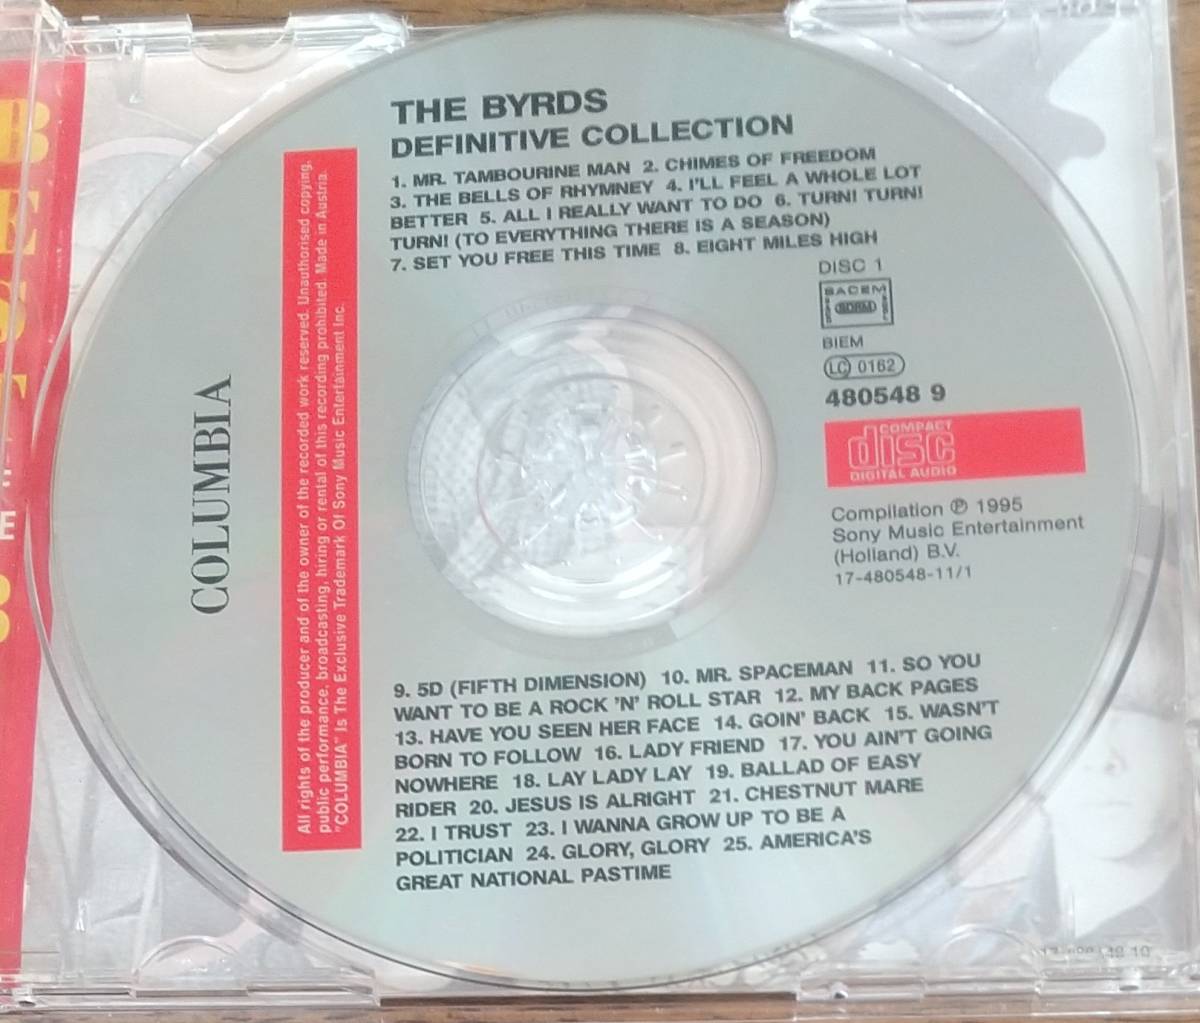 THE BYRDS
DEFINITIVE COLLECTION
1. MR. TAMBOURINE MAN 2. CHIMES OF FREEDOM
3. THE BELLS OF RHYMNEY 4. I'LL FEEL A WHOLE LOT
BETTER 5. ALL I REALLY WANT TO DO 6. TURN! TURN!
TURN! (TO EVERYTHING THERE IS A SEASON)
7. SET YOU FREE THIS TIME 8. EIGHT MILES HIGH
DISC 1
SACEM
SDRM
BIEM
LC 0162
480548 9
COMPACT
disc
DIGITAL AUDIO
Compilation ℗ 1995
Sony Music Entertainment
(Holland) B.V.
17-480548-11/1
COLUMBIA
All rights of the producer and of the owner of the recorded work reserved. Unauthorised copying,
public performance, broadcasting, hiring or rental of this recording prohibited. Made in Austria.
"COLUMBIA" Is The Exclusive Trademark Of Sony Music Entertainment Inc.
9. 5D (FIFTH DIMENSION) 10. MR. SPACEMAN 11. SO YOU
WANT TO BE A ROCK 'N' ROLL STAR 12. MY BACK PAGES
13. HAVE YOU SEEN HER FACE 14. GOIN' BACK 15. WASN'T
BORN TO FOLLOW 16. LADY FRIEND 17. YOU AIN'T GOING
NOWHERE 18. LAY LADY LAY 19. BALLAD OF EASY
RIDER 20. JESUS IS ALRIGHT 21. CHESTNUT MARE
22. I TRUST 23. I WANNA GROW UP TO BE A
POLITICIAN 24. GLORY, GLORY 25. AMERICA'S
GREAT NATIONAL PASTIME
B
E
S
T
E